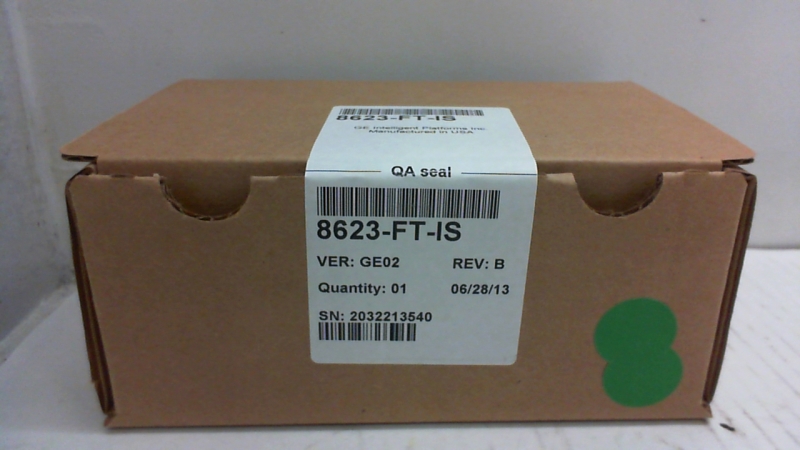 8623-FT-IS
GE Intelligent Platforms Inc.
Manufactured in USA
QA seal
8623-FT-IS
VER: GE02 REV: B
Quantity: 01 06/28/13
SN: 2032213540